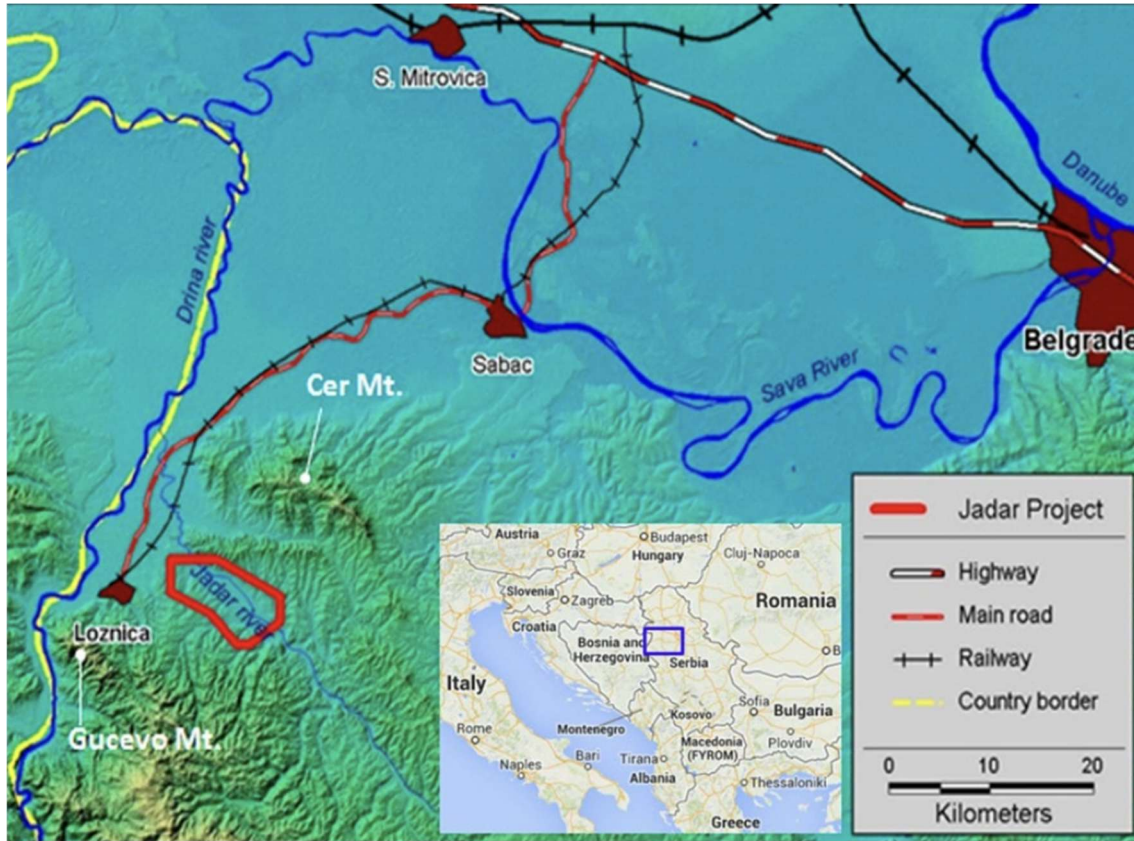 S. Mitrovica
Danube
Drina river
Belgrade
Sabac
Sava River
Cer Mt.
Jadar river
Loznica
Gucevo Mt.
Austria
Graz
Budapest
Hungary
Cluj-Napoca
Slovenia
Zagreb
Romania
Croatia
Bosnia and
Herzegovina
Serbia
B
Italy
Montenegro
Kosovo
Sofia
Bulgaria
Rome
Bari
Tirana
Macedonia
(FYROM)
Plovdiv
Naples
Albania
Thessaloniki
Greece
Jadar Project
Highway
Main road
Railway
Country border
0 10 20
Kilometers